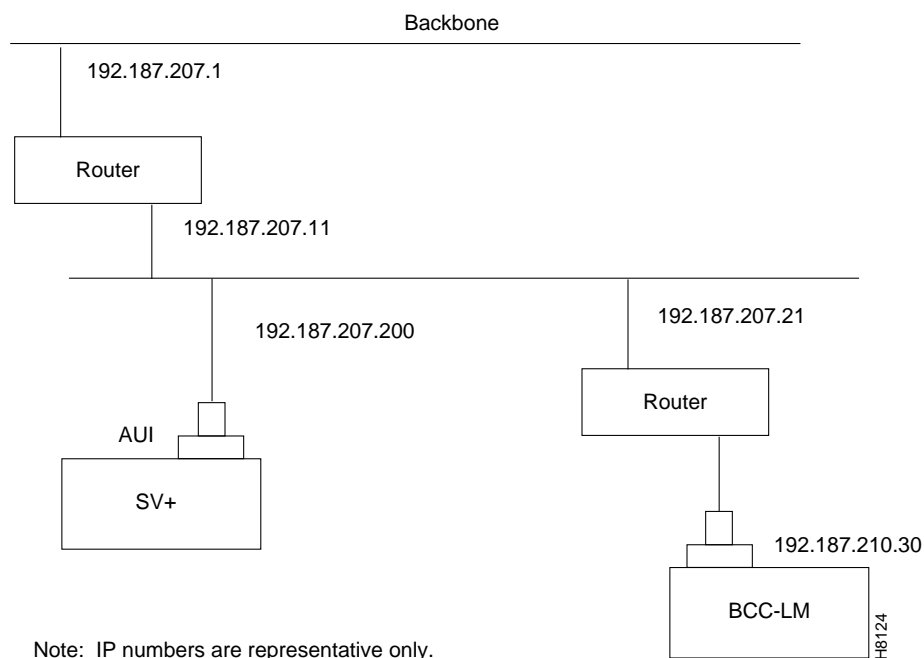 Backbone
192.187.207.1
Router
192.187.207.11
192.187.207.200
192.187.207.21
Router
AUI
SV+
192.187.210.30
BCC-LM
H8124
Note: IP numbers are representative only.